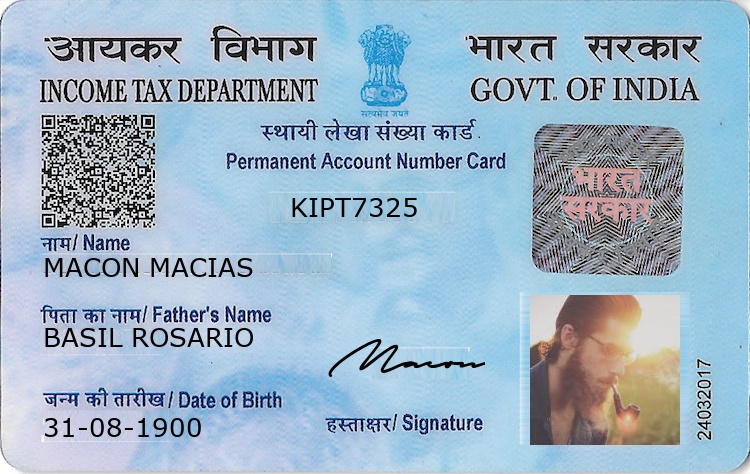 आयकर विभाग
INCOME TAX DEPARTMENT
सत्यमेव जयते
भारत सरकार
GOVT. OF INDIA
स्थायी लेखा संख्या कार्ड
Permanent Account Number Card
KIPT7325
भारत
सरकार
नाम/ Name
MACON MACIAS
पिता का नाम/ Father's Name
BASIL ROSARIO
जन्म की तारीख/ Date of Birth
31-08-1900
Macon
हस्ताक्षर/ Signature
24032017